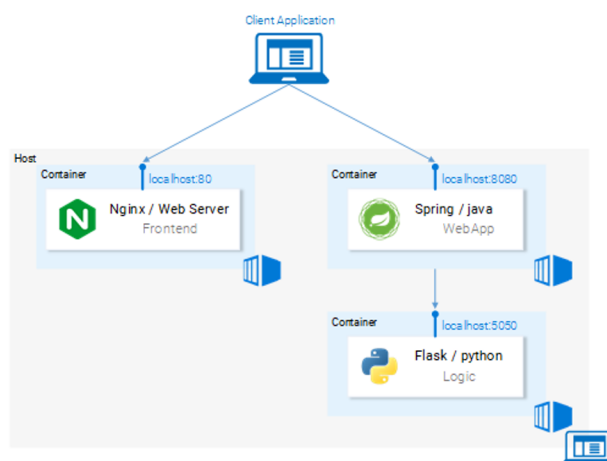 Client Application
Host
Container
localhost:80
Nginx / Web Server
Frontend
Container
localhost:8080
Spring / java
WebApp
Container
localhost:5050
Flask / python
Logic